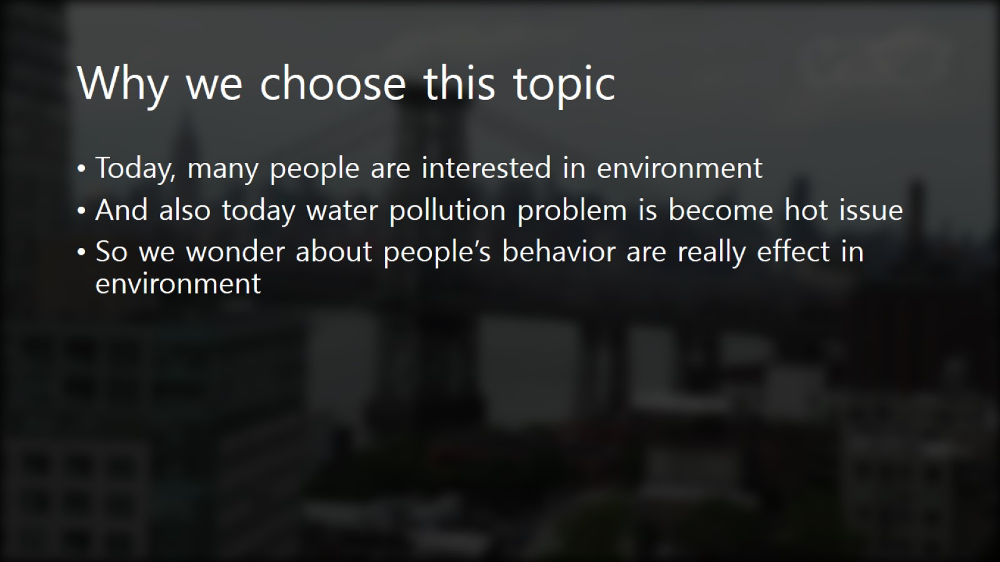 Why we choose this topic
• Today, many people are interested in environment
• And also today water pollution problem is become hot issue
• So we wonder about people’s behavior are really effect in
environment